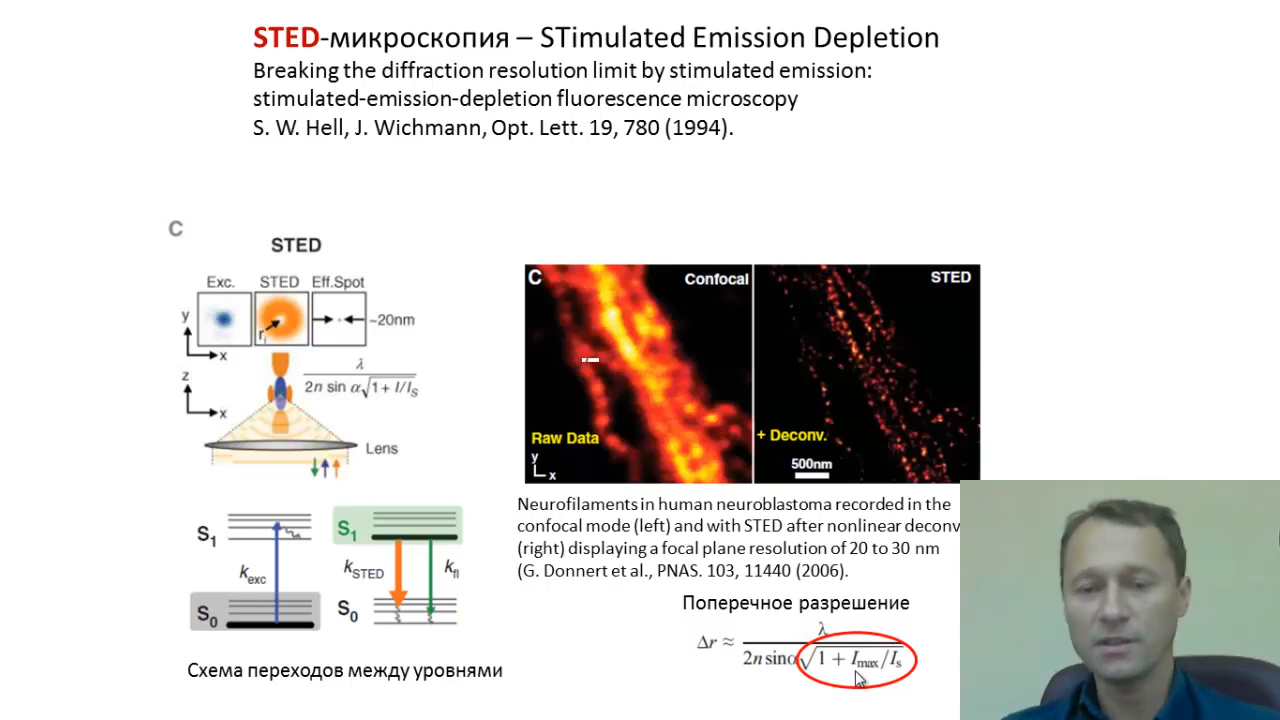 STED-микроскопия – STimulated Emission Depletion
Breaking the diffraction resolution limit by stimulated emission:
stimulated-emission-depletion fluorescence microscopy
S. W. Hell, J. Wichmann, Opt. Lett. 19, 780 (1994).
C
STED
Exc. STED Eff.Spot
y
ri
~20nm
x
z
λ
2n sin α√1 + I/IS
x
Lens
S1
kexc
S0
S1
kSTED
kfl
S0
Схема переходов между уровнями
C Confocal STED
Raw Data + Deconv.
y
x
500nm
Neurofilaments in human neuroblastoma recorded in the
confocal mode (left) and with STED after nonlinear deconv
(right) displaying a focal plane resolution of 20 to 30 nm
(G. Donnert et al., PNAS. 103, 11440 (2006).
Поперечное разрешение
λ
Δr ≈
2n sinα√1 + Imax/Is